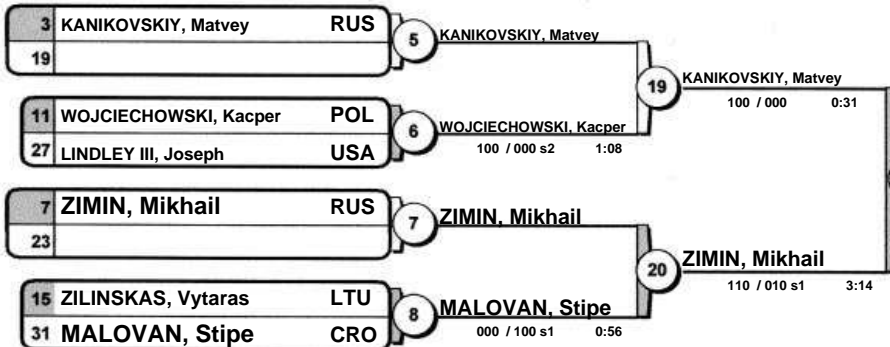 3 KANIKOVSKIY, Matvey RUS
19
5
KANIKOVSKIY, Matvey
11 WOJCIECHOWSKI, Kacper POL
27 LINDLEY III, Joseph USA
6
WOJCIECHOWSKI, Kacper
100 / 000 s2 1:08
19
KANIKOVSKIY, Matvey
100 / 000 0:31
7 ZIMIN, Mikhail RUS
23
7
ZIMIN, Mikhail
15 ZILINSKAS, Vytaras LTU
31 MALOVAN, Stipe CRO
8
MALOVAN, Stipe
000 / 100 s1 0:56
20
ZIMIN, Mikhail
110 / 010 s1 3:14